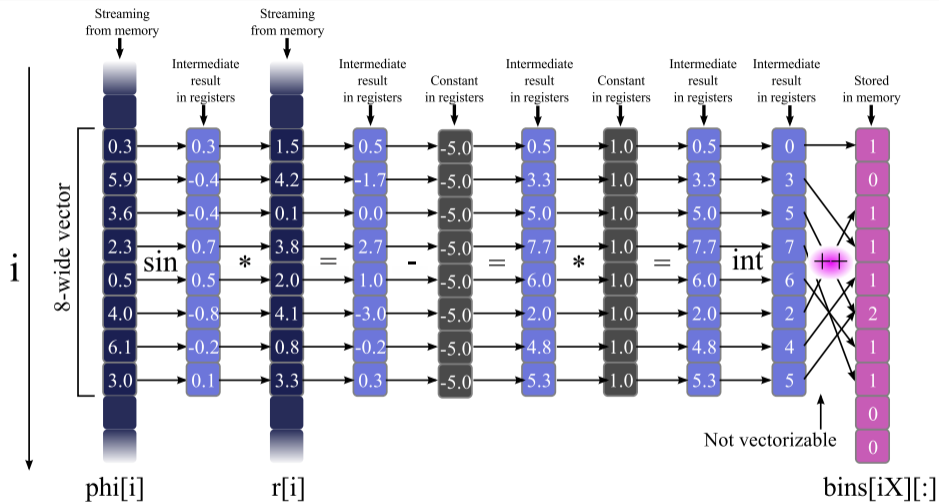 Streaming
from memory
Streaming
from memory
Intermediate
result
in registers
Intermediate
result
in registers
Constant
in registers
Intermediate
result
in registers
Constant
in registers
Intermediate
result
in registers
Intermediate
result
in registers
Stored
in memory
i
8-wide vector
0.3 0.3 1.5 0.5 -5.0 0.5 1.0 0.5 0 1
5.9 -0.4 4.2 -1.7 -5.0 3.3 1.0 3.3 3 0
3.6 -0.4 0.1 0.0 -5.0 5.0 1.0 5.0 5 1
2.3 0.7 3.8 2.7 -5.0 7.7 1.0 7.7 7 1
sin * = - = * = int ++
0.5 0.5 2.0 1.0 -5.0 6.0 1.0 6.0 6 1
4.0 -0.8 4.1 -3.0 -5.0 2.0 1.0 2.0 2 2
6.1 -0.2 0.8 -0.2 -5.0 4.8 1.0 4.8 4 1
3.0 0.1 3.3 0.3 -5.0 5.3 1.0 5.3 5 1
0
0
Not vectorizable
phi[i] r[i] bins[iX][:]